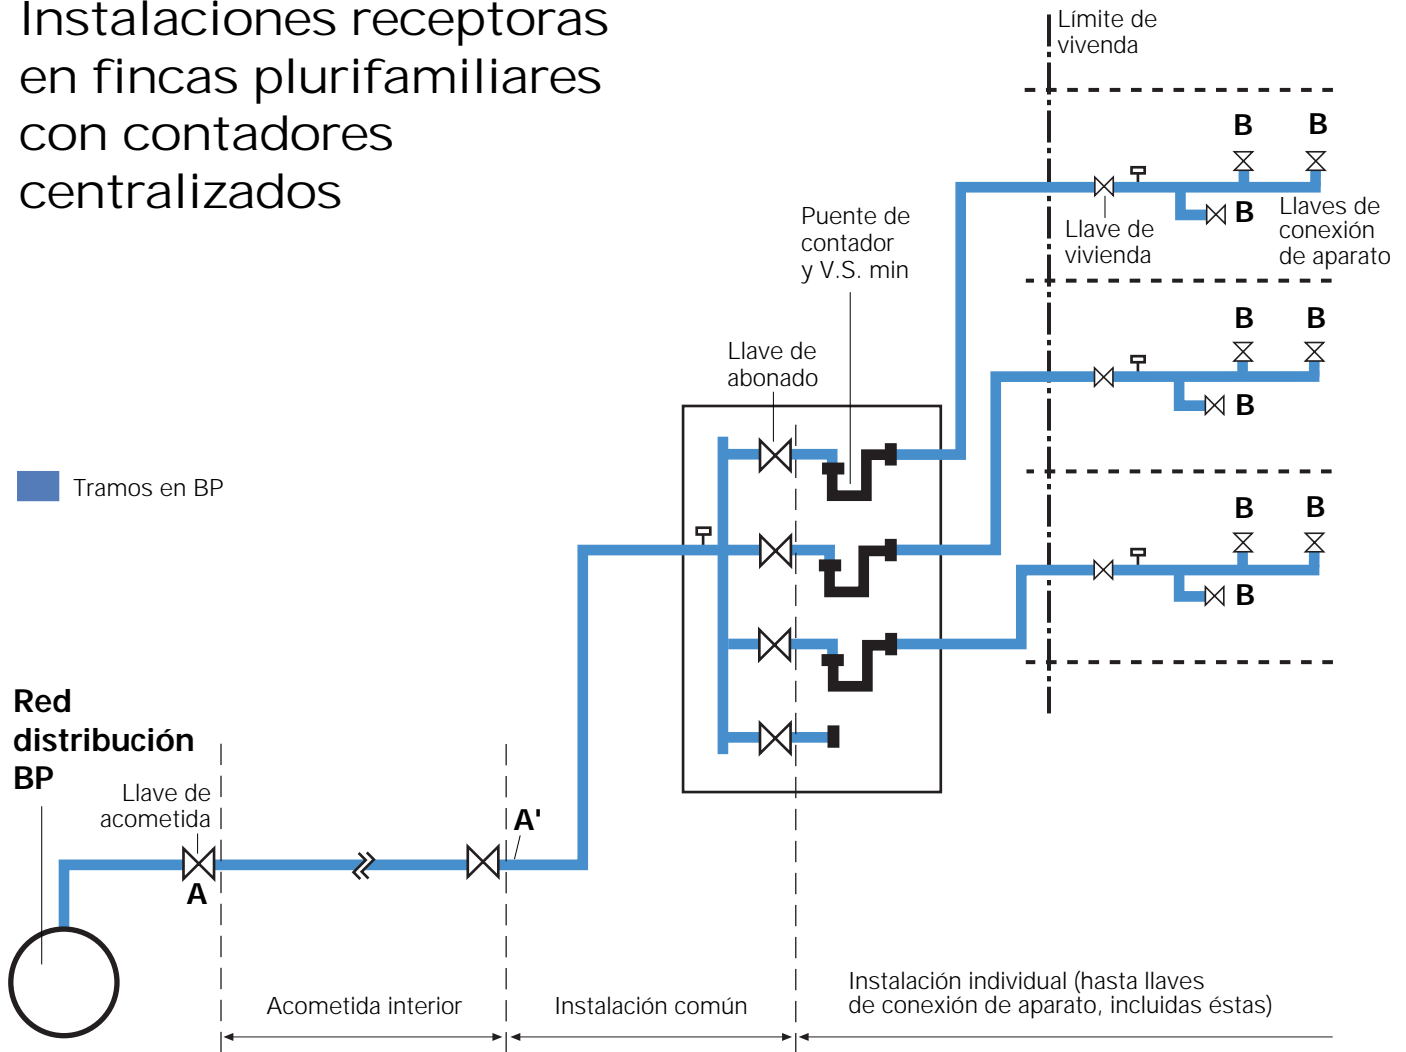 Instalaciones receptoras
en fincas plurifamiliares
con contadores
centralizados
Límite de
vivenda
B
B
B
Llave de
vivienda
Llaves de
conexión
de aparato
Puente de
contador
y V.S. min
Llave de
abonado
B
B
B
Tramos en BP
B
B
B
Red
distribución
BP
Llave de
acometida
A
A'
Acometida interior
Instalación común
Instalación individual (hasta llaves
de conexión de aparato, incluidas éstas)